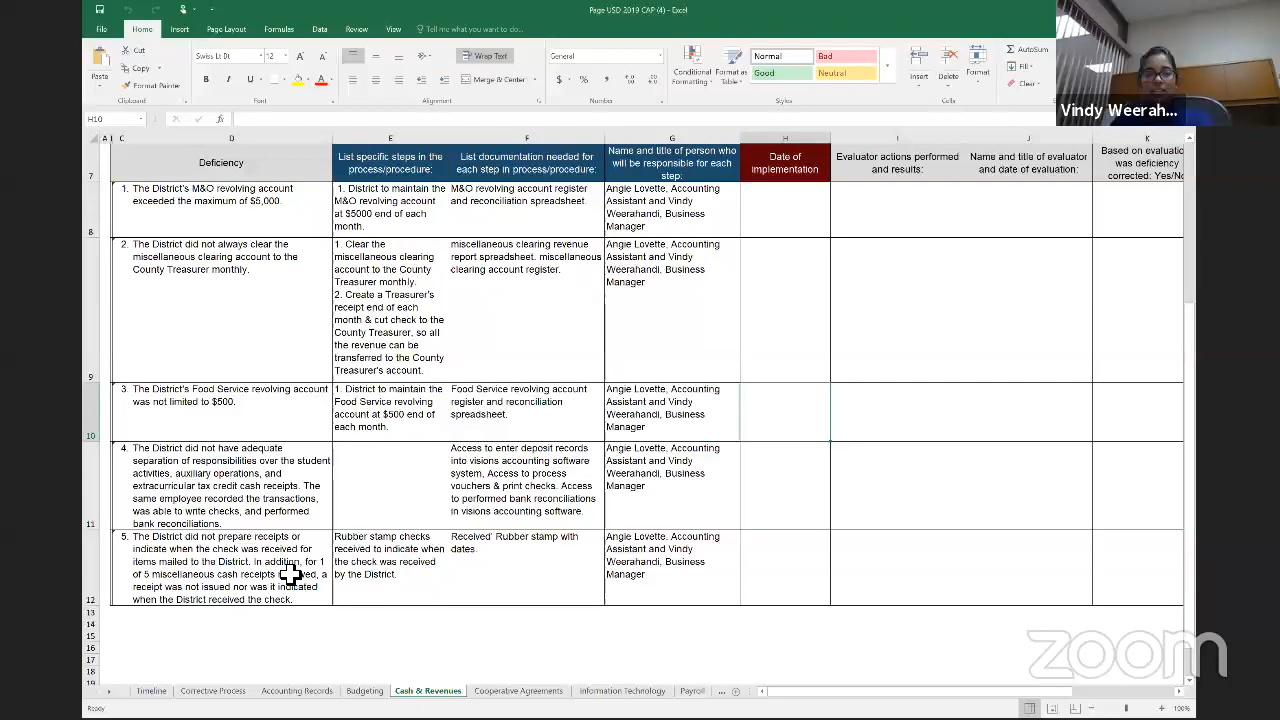 Page USD 2019 CAP (4) - Excel
File Home Insert Page Layout Formulas Data Review View Tell me what you want to do...
Paste
Cut
Copy
Format Painter
Clipboard
Swiss Lt Bt 12
B I U
Font
Wrap Text
Merge & Center
Alignment
General
$ % ,
Number
Conditional Formatting
Format as Table
Normal Bad
Good Neutral
Styles
Insert Delete Format
Cells
AutoSum
Fill
Clear
Vindy Weerah...
H10
fx
A C D E F G H I J K
7
Deficiency
List specific steps in the
process/procedure:
List documentation needed for
each step in process/procedure:
Name and title of person who
will be responsible for each
step:
Date of
implementation
Evaluator actions performed
and results:
Name and title of evaluator
and date of evaluation:
Based on evaluation
was deficiency
corrected: Yes/No
8
1. The District's M&O revolving account
exceeded the maximum of $5,000.
1. District to maintain the
M&O revolving account
at $5000 end of each
month.
M&O revolving account register
and reconciliation spreadsheet.
Angie Lovette, Accounting
Assistant and Vindy
Weerahandi, Business
Manager
9
2. The District did not always clear the
miscellaneous clearing account to the
County Treasurer monthly.
1. Clear the
miscellaneous clearing
account to the County
Treasurer monthly.
2. Create a Treasurer's
receipt end of each
month & cut check to the
County Treasurer, so all
the revenue can be
transferred to the County
Treasurer's account.
miscellaneous clearing revenue
report spreadsheet. miscellaneous
clearing account register.
Angie Lovette, Accounting
Assistant and Vindy
Weerahandi, Business
Manager
10
3. The District's Food Service revolving account
was not limited to $500.
1. District to maintain the
Food Service revolving
account at $500 end of
each month.
Food Service revolving account
register and reconciliation
spreadsheet.
Angie Lovette, Accounting
Assistant and Vindy
Weerahandi, Business
Manager
11
4. The District did not have adequate
separation of responsibilities over the student
activities, auxiliary operations, and
extracurricular tax credit cash receipts. The
same employee recorded the transactions,
was able to write checks, and performed
bank reconciliations.
Access to enter deposit records
into visions accounting software
system, Access to process
vouchers & print checks. Access
to performed bank reconciliations
in visions accounting software.
Angie Lovette, Accounting
Assistant and Vindy
Weerahandi, Business
Manager
12
5. The District did not prepare receipts or
indicate when the check was received for
items mailed to the District. In addition, for 1
of 5 miscellaneous cash receipts a
receipt was not issued nor was it indicated
when the District received the check.
Rubber stamp checks
received to indicate when
the check was received
by the District.
Received' Rubber stamp with
dates.
Angie Lovette, Accounting
Assistant and Vindy
Weerahandi, Business
Manager
13
14
15
16
17
18
19
zoom
Timeline Corrective Process Accounting Records Budgeting Cash & Revenues Cooperative Agreements Information Technology Payroll ...
Ready
100%